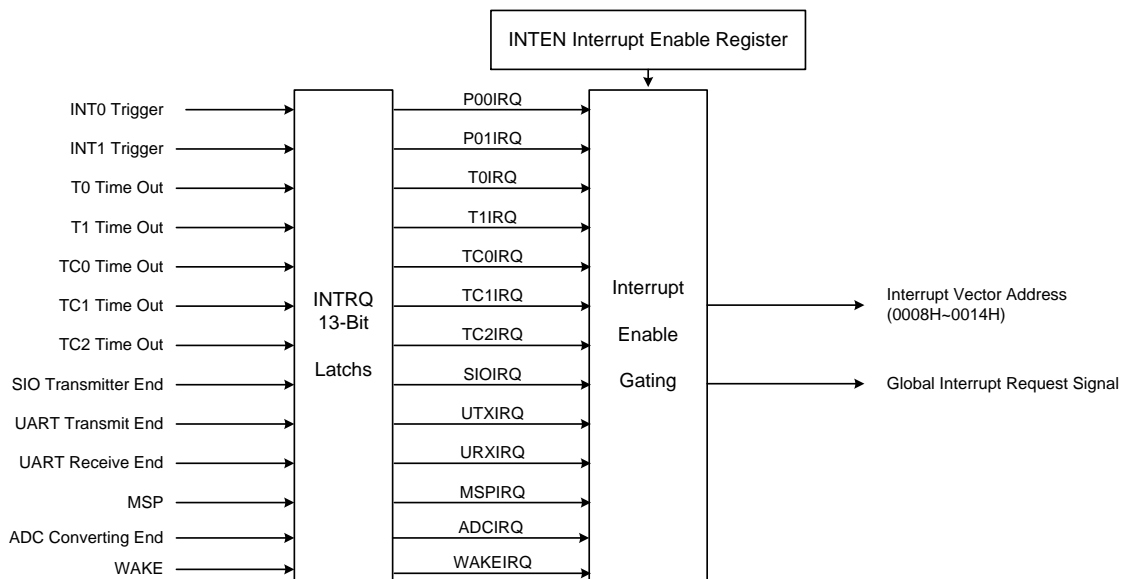 INTEN Interrupt Enable Register
INT0 Trigger
INT1 Trigger
T0 Time Out
T1 Time Out
TC0 Time Out
TC1 Time Out
TC2 Time Out
SIO Transmitter End
UART Transmit End
UART Receive End
MSP
ADC Converting End
WAKE
INTRQ
13-Bit
Latchs
P00IRQ
P01IRQ
T0IRQ
T1IRQ
TC0IRQ
TC1IRQ
TC2IRQ
SIOIRQ
UTXIRQ
URXIRQ
MSPIRQ
ADCIRQ
WAKEIRQ
Interrupt
Enable
Gating
Interrupt Vector Address
(0008H~0014H)
Global Interrupt Request Signal